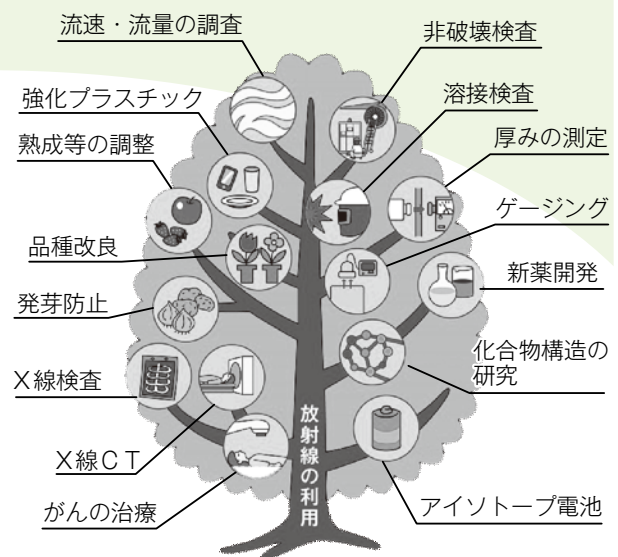 流速・流量の調査
強化プラスチック
熟成等の調整
品種改良
発芽防止
X線検査
X線CT
がんの治療
非破壊検査
溶接検査
厚みの測定
ゲージング
新薬開発
化合物構造の
研究
アイソトープ電池
放射線の利用